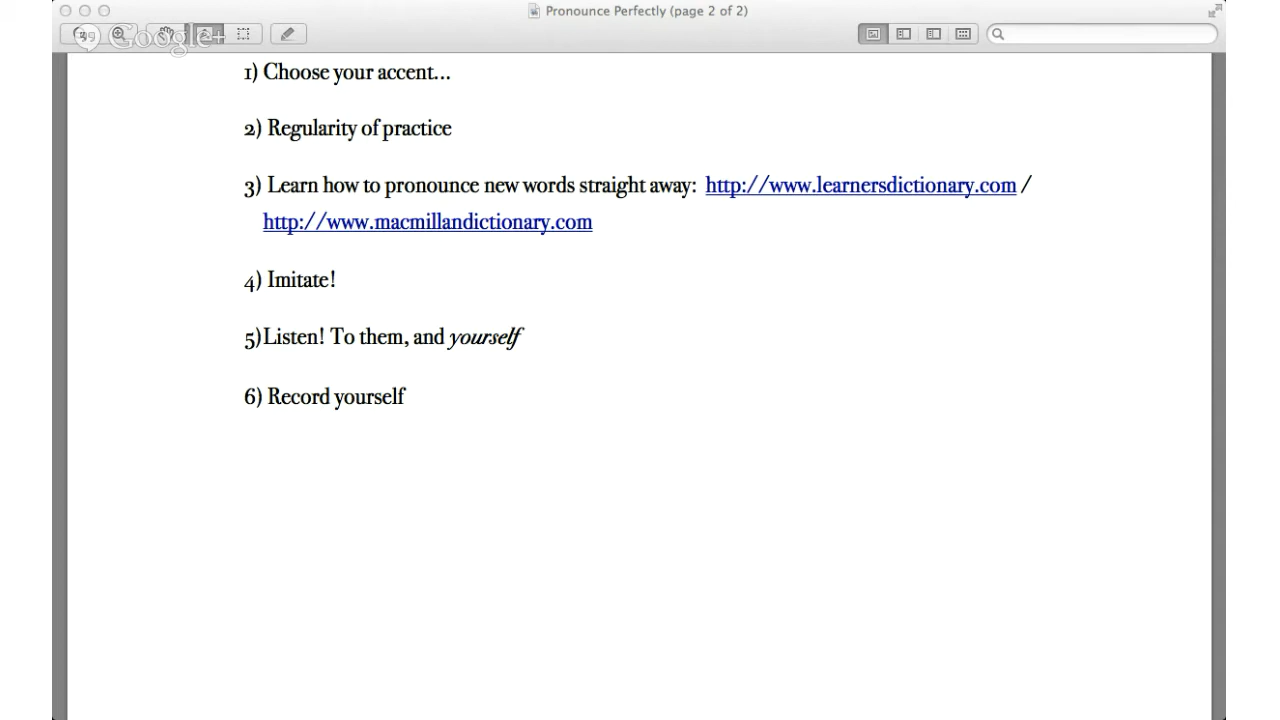 Pronounce Perfectly (page 2 of 2)
Google+
1) Choose your accent...
2) Regularity of practice
3) Learn how to pronounce new words straight away: http://www.learnersdictionary.com /
http://www.macmillandictionary.com
4) Imitate!
5)Listen! To them, and yourself
6) Record yourself